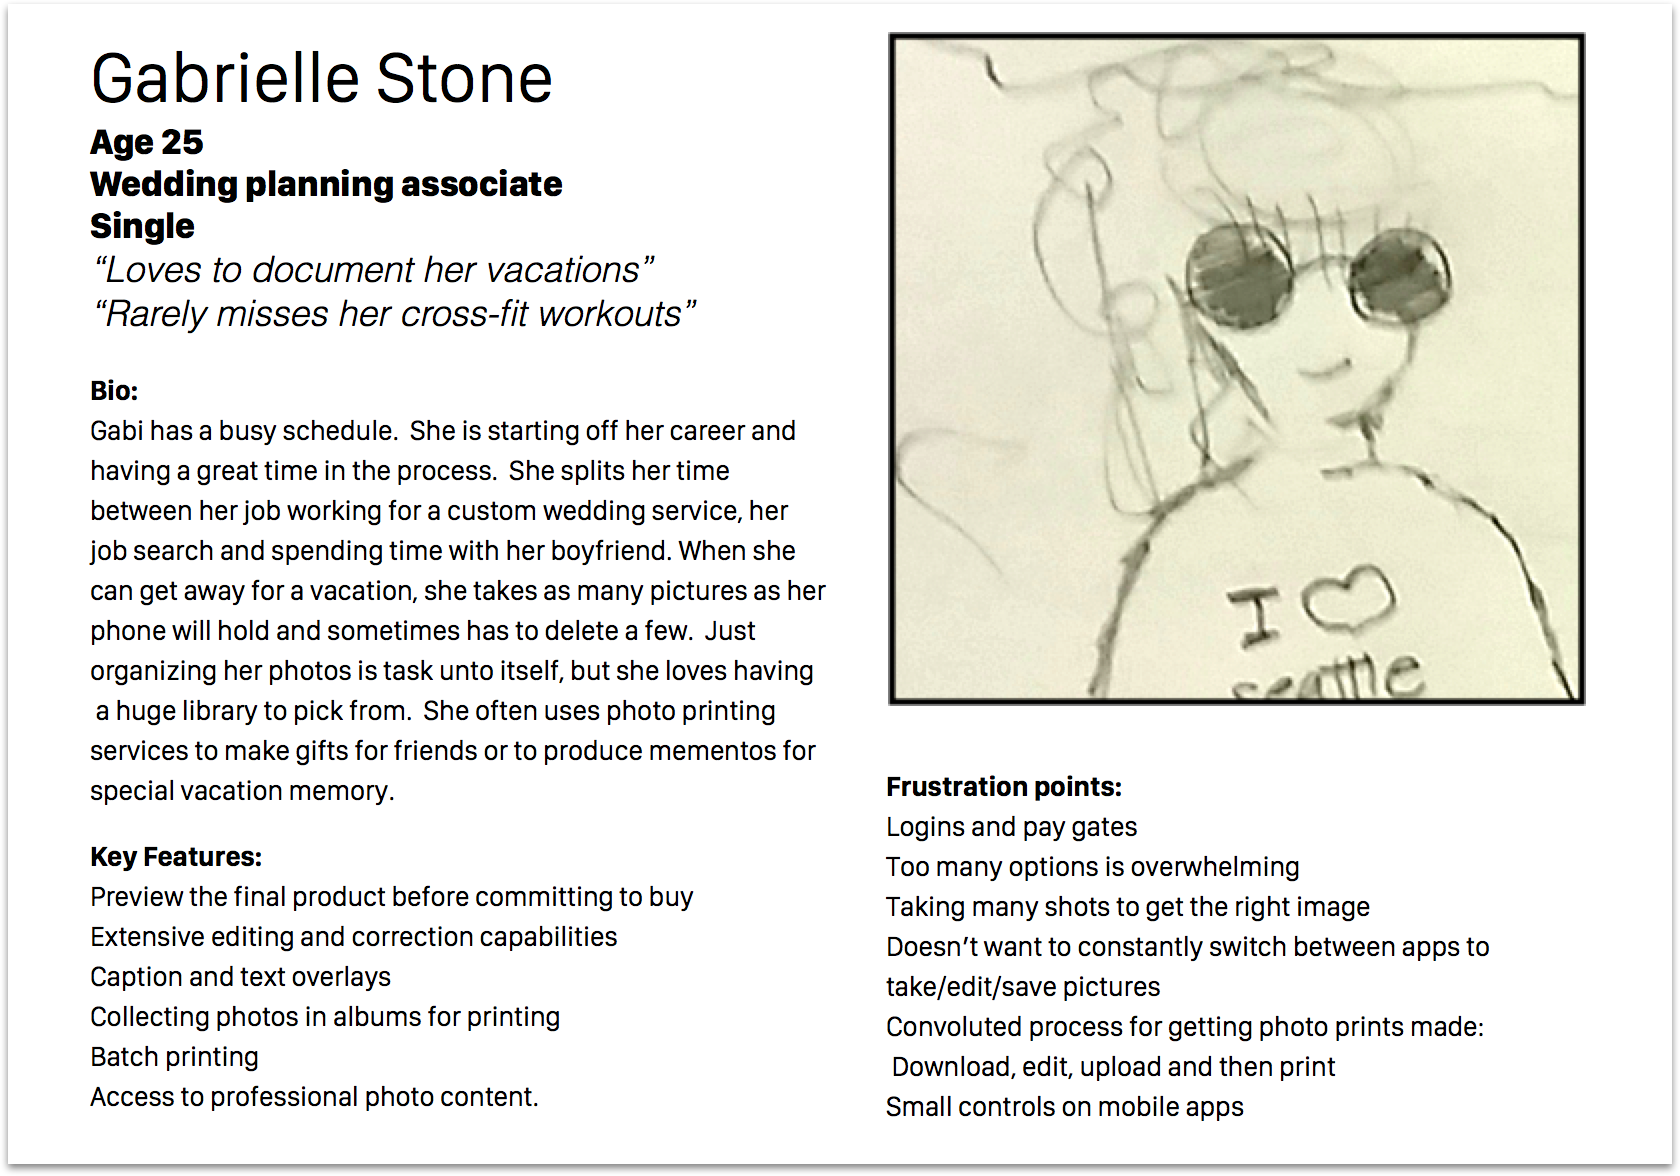 Gabrielle Stone
Age 25
Wedding planning associate
Single
“Loves to document her vacations”
“Rarely misses her cross-fit workouts”
Bio:
Gabi has a busy schedule.  She is starting off her career and
having a great time in the process.  She splits her time
between her job working for a custom wedding service, her
job search and spending time with her boyfriend. When she
can get away for a vacation, she takes as many pictures as her
phone will hold and sometimes has to delete a few.  Just
organizing her photos is task unto itself, but she loves having
a huge library to pick from.  She often uses photo printing
services to make gifts for friends or to produce mementos for
special vacation memory.
Key Features:
Preview the final product before committing to buy
Extensive editing and correction capabilities
Caption and text overlays
Collecting photos in albums for printing
Batch printing
Access to professional photo content.
I ♡
seattle
Frustration points:
Logins and pay gates
Too many options is overwhelming
Taking many shots to get the right image
Doesn’t want to constantly switch between apps to
take/edit/save pictures
Convoluted process for getting photo prints made:
Download, edit, upload and then print
Small controls on mobile apps